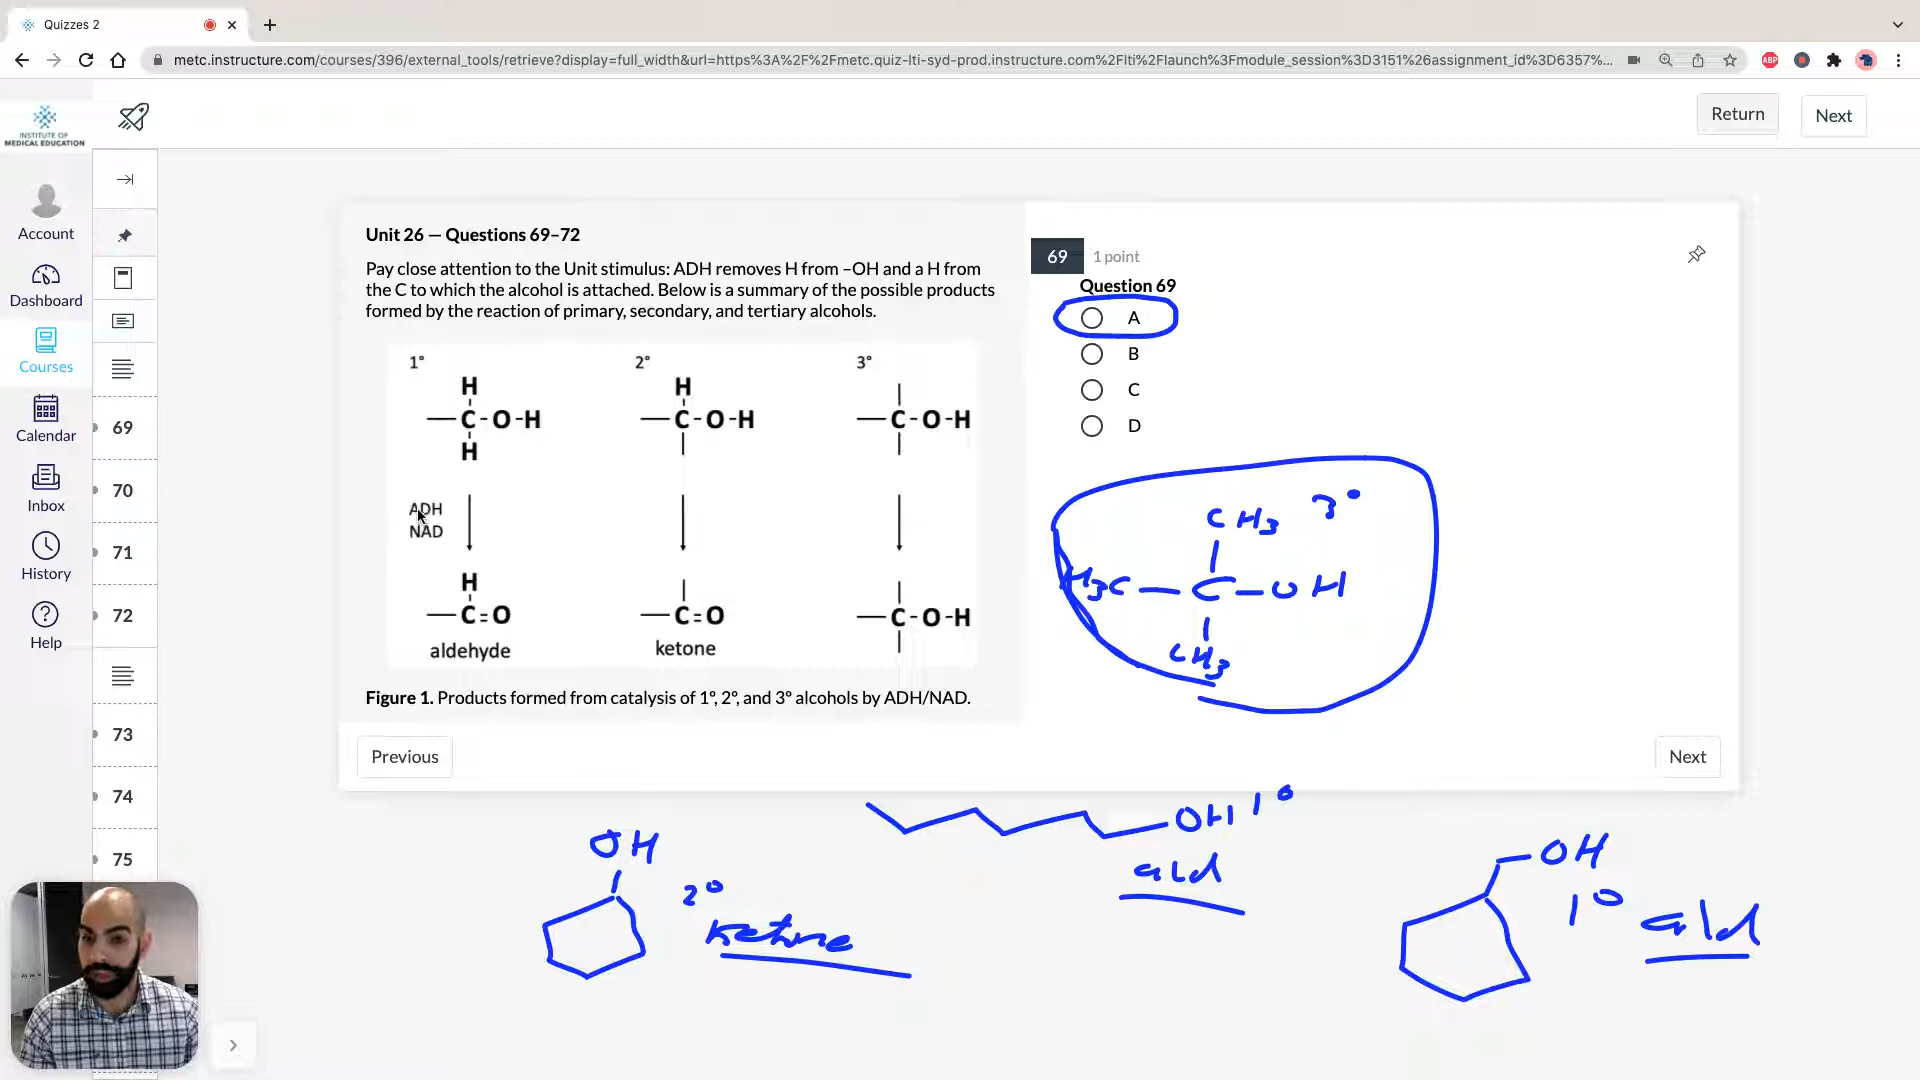 Quizzes 2
metc.instructure.com/courses/396/external_tools/retrieve?display=full_width&url=https%3A%2F%2Fmetc.quiz-lti-syd-prod.instructure.com%2Flti%2Flaunch%3Fmodule_session%3D3151%26assignment_id%3D6357%...
ABP
INSTITUTE OF
MEDICAL EDUCATION
Return
Next
Account
Dashboard
Courses
Calendar
Inbox
History
Help
69
70
71
72
73
74
75
Unit 26 — Questions 69–72
Pay close attention to the Unit stimulus: ADH removes H from –OH and a H from
the C to which the alcohol is attached. Below is a summary of the possible products
formed by the reaction of primary, secondary, and tertiary alcohols.
1° 2° 3°
H H
C-O-H C-O-H C-O-H
H
ADH
NAD
H
C=O C=O C-O-H
aldehyde ketone
Figure 1. Products formed from catalysis of 1°, 2°, and 3° alcohols by ADH/NAD.
69 1 point
Question 69
A
B
C
D
CH3 3°
H3C — C — OH
CH3
Previous
Next
OH 1°
ald
OH
2°
ketone
OH
1° ald